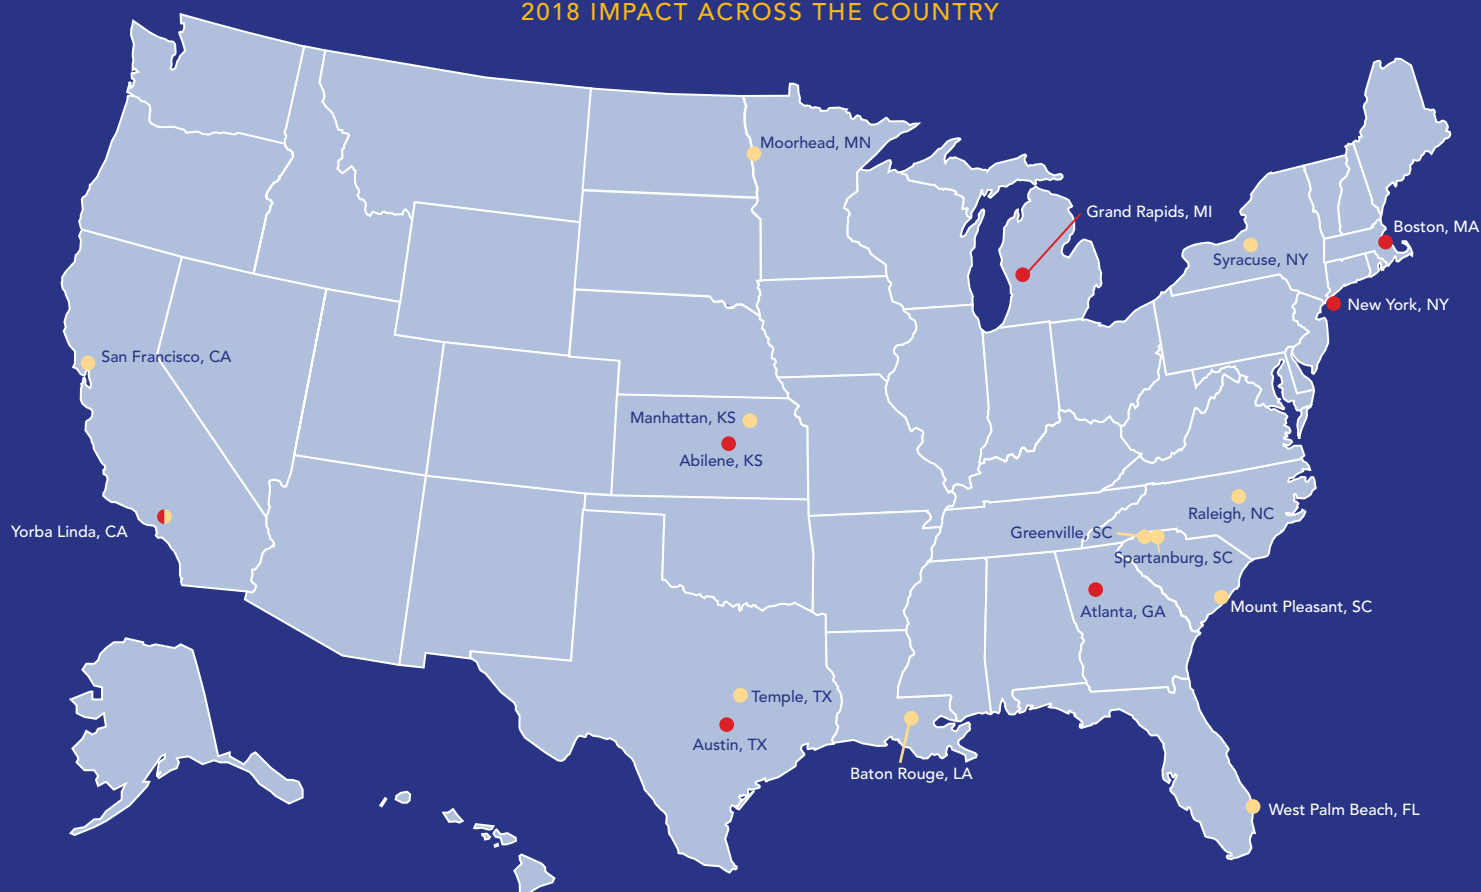 2018 IMPACT ACROSS THE COUNTRY
Moorhead, MN
Grand Rapids, MI
Boston, MA
Syracuse, NY
New York, NY
San Francisco, CA
Manhattan, KS
Abilene, KS
Yorba Linda, CA
Raleigh, NC
Greenville, SC
Spartanburg, SC
Atlanta, GA
Mount Pleasant, SC
Temple, TX
Austin, TX
Baton Rouge, LA
West Palm Beach, FL